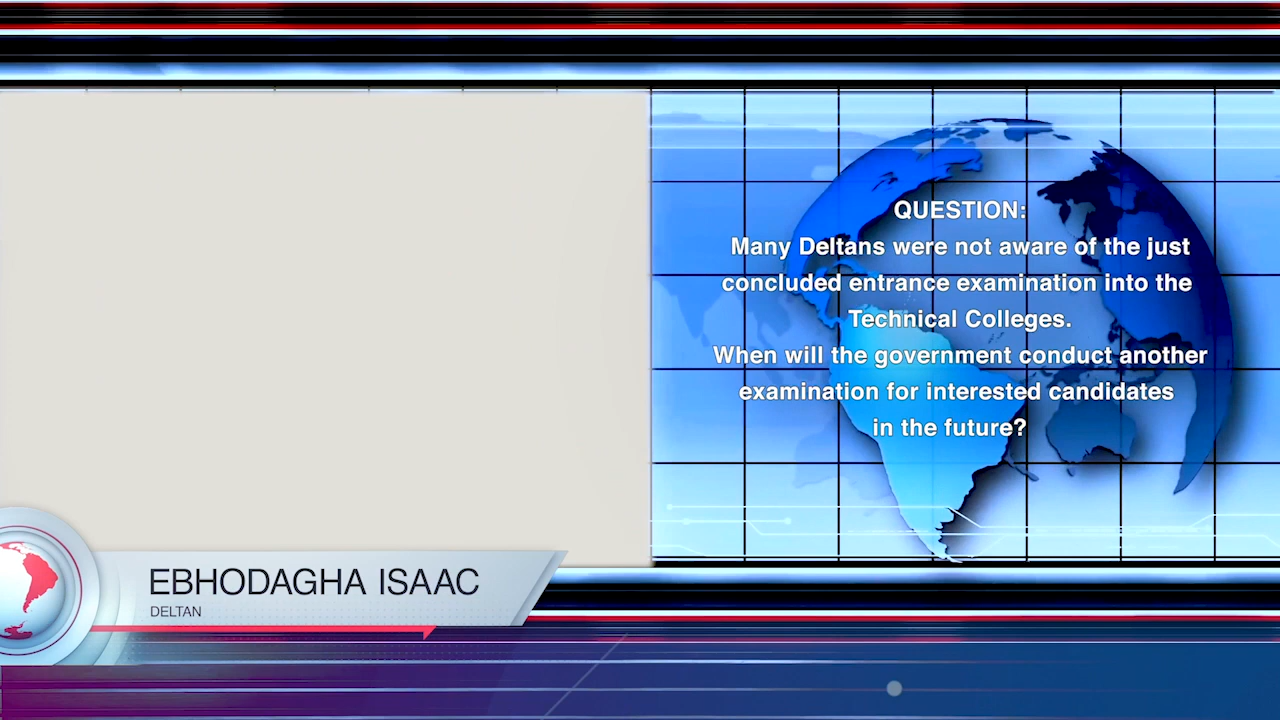 QUESTION:
Many Deltans were not aware of the just
concluded entrance examination into the
Technical Colleges.
When will the government conduct another
examination for interested candidates
in the future?
EBHODAGHA ISAAC
DELTAN